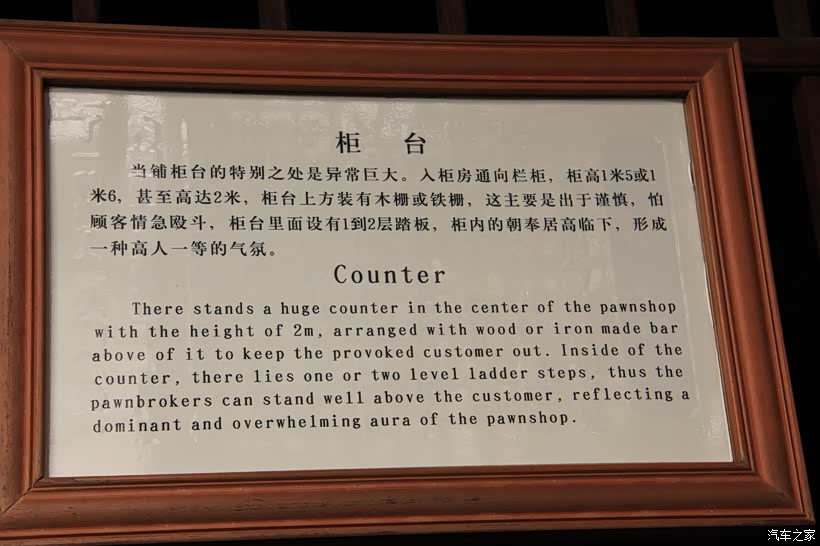 柜 台
当铺柜台的特别之处是异常巨大。入柜房通向栏柜，柜高1米5或1
米6，甚至高达2米，柜台上方装有木栅或铁栅，这主要是出于谨慎，怕
顾客情急殴斗，柜台里面设有1到2层踏板，柜内的朝奉居高临下，形成
一种高人一等的气氛。
Counter
There stands a huge counter in the center of the pawnshop
with the height of 2m, arranged with wood or iron made bar
above of it to keep the provoked customer out. Inside of the
counter, there lies one or two level ladder steps, thus the
pawnbrokers can stand well above the customer, reflecting a
dominant and overwhelming aura of the pawnshop.
汽车之家